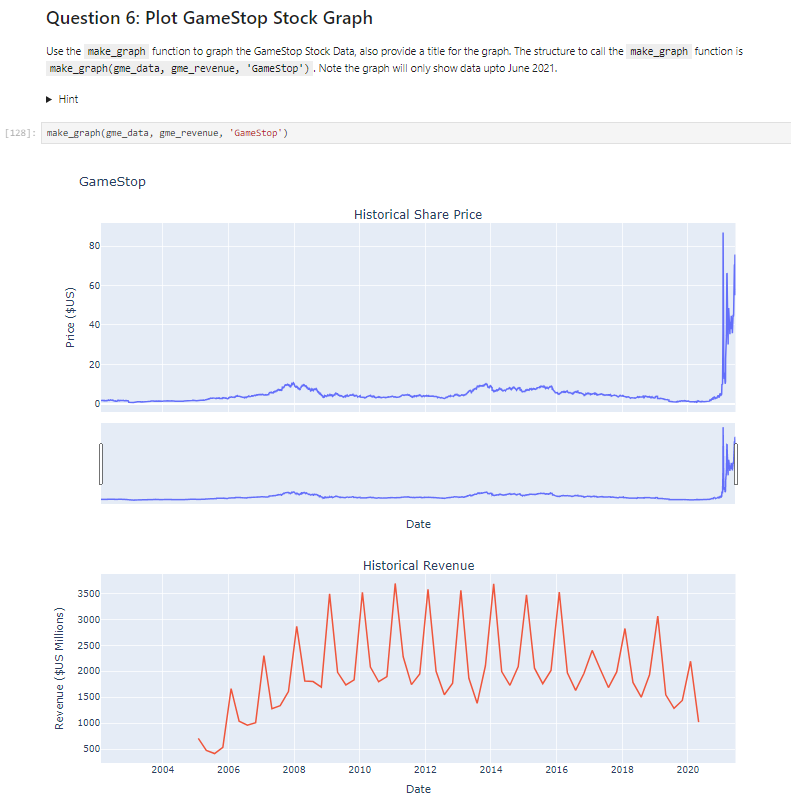 Question 6: Plot GameStop Stock Graph
Use the make_graph function to graph the GameStop Stock Data, also provide a title for the graph. The structure to call the make_graph function is
make_graph(gme_data, gme_revenue, 'GameStop') . Note the graph will only show data upto June 2021.
▶ Hint
[128]: make_graph(gme_data, gme_revenue, 'GameStop')
GameStop
Historical Share Price
80
60
40
20
0
Price ($US)
Date
Historical Revenue
3500
3000
2500
2000
1500
1000
500
Revenue ($US Millions)
2004 2006 2008 2010 2012 2014 2016 2018 2020
Date